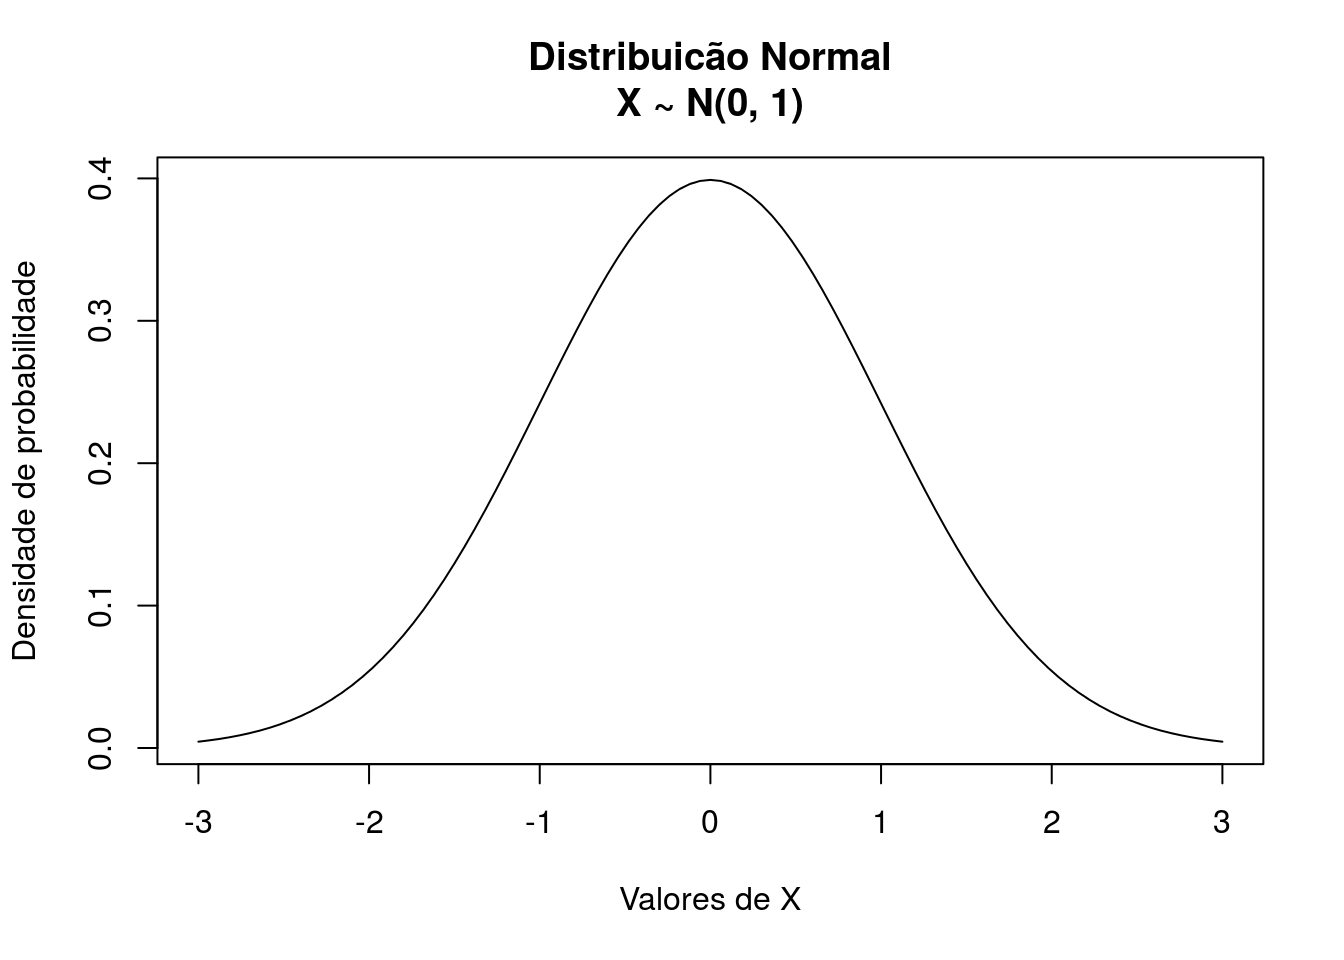 Distribuicão Normal
X ~ N(0, 1)
Densidade de probabilidade
0.4
0.3
0.2
0.1
0.0
-3 -2 -1 0 1 2 3
Valores de X